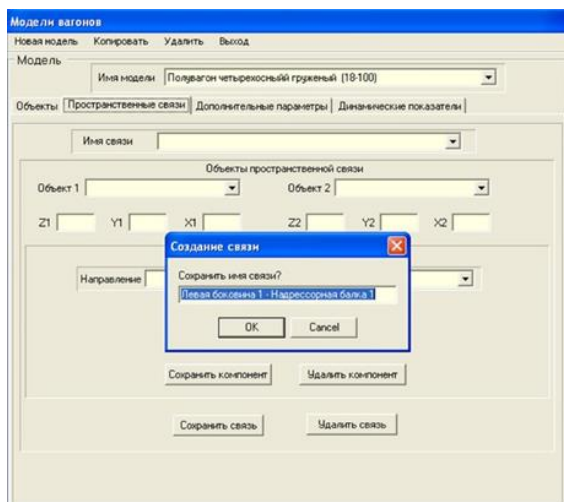 Модели вагонов
Новая модель Копировать Удалить Выход
Модель
Имя модели Полувагон четырехосный груженый (18-100)
Объекты Пространственные связи Дополнительные параметры Динамические показатели
Имя связи
Объекты пространственной связи
Объект 1 Объект 2
Z1 Y1 X1 Z2 Y2 X2
Создание связи
Сохранить имя связи?
Левая боковина 1 - Надрессорная балка 1
OK Cancel
Направление
Сохранить компонент Удалить компонент
Сохранить связь Удалить связь